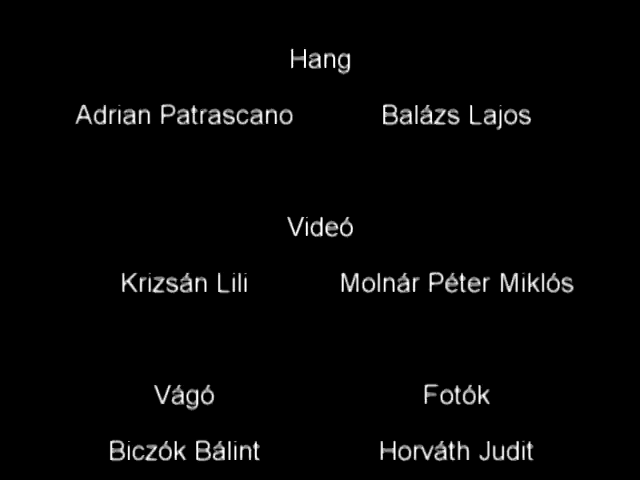 Hang
Adrian Patrascano Balázs Lajos
Videó
Krizsán Lili Molnár Péter Miklós
Vágó Fotók
Biczók Bálint Horváth Judit